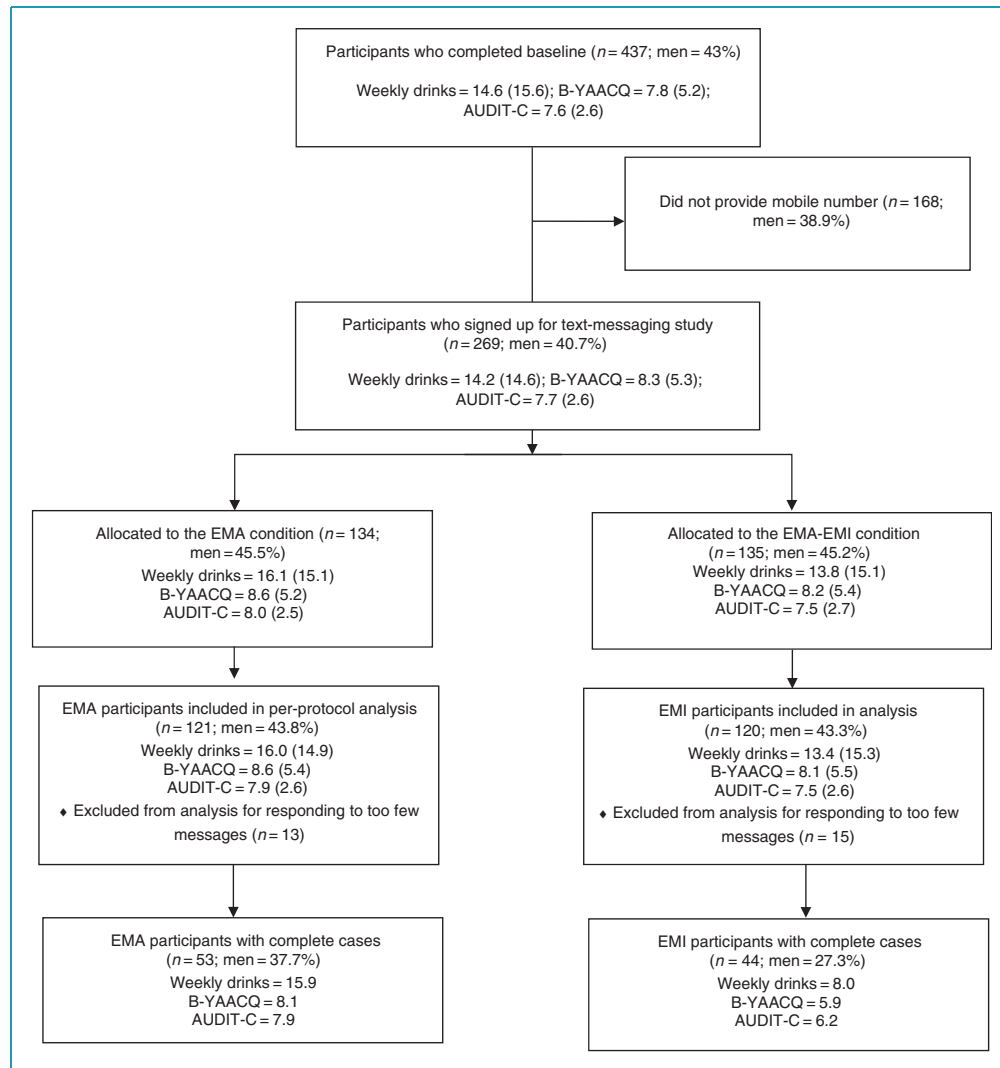 Participants who completed baseline (n = 437; men = 43%)
Weekly drinks = 14.6 (15.6); B-YAACQ = 7.8 (5.2);
AUDIT-C = 7.6 (2.6)
Did not provide mobile number (n = 168;
men = 38.9%)
Participants who signed up for text-messaging study
(n = 269; men = 40.7%)
Weekly drinks = 14.2 (14.6); B-YAACQ = 8.3 (5.3);
AUDIT-C = 7.7 (2.6)
Allocated to the EMA condition (n = 134;
men = 45.5%)
Weekly drinks = 16.1 (15.1)
B-YAACQ = 8.6 (5.2)
AUDIT-C = 8.0 (2.5)
Allocated to the EMA-EMI condition
(n = 135; men = 45.2%)
Weekly drinks = 13.8 (15.1)
B-YAACQ = 8.2 (5.4)
AUDIT-C = 7.5 (2.7)
EMA participants included in per-protocol analysis
(n = 121; men = 43.8%)
Weekly drinks = 16.0 (14.9)
B-YAACQ = 8.6 (5.4)
AUDIT-C = 7.9 (2.6)
♦ Excluded from analysis for responding to too few
messages (n = 13)
EMI participants included in analysis
(n = 120; men = 43.3%)
Weekly drinks = 13.4 (15.3)
B-YAACQ = 8.1 (5.5)
AUDIT-C = 7.5 (2.6)
♦ Excluded from analysis for responding to too few
messages (n = 15)
EMA participants with complete cases
(n = 53; men = 37.7%)
Weekly drinks = 15.9
B-YAACQ = 8.1
AUDIT-C = 7.9
EMI participants with complete cases
(n = 44; men = 27.3%)
Weekly drinks = 8.0
B-YAACQ = 5.9
AUDIT-C = 6.2